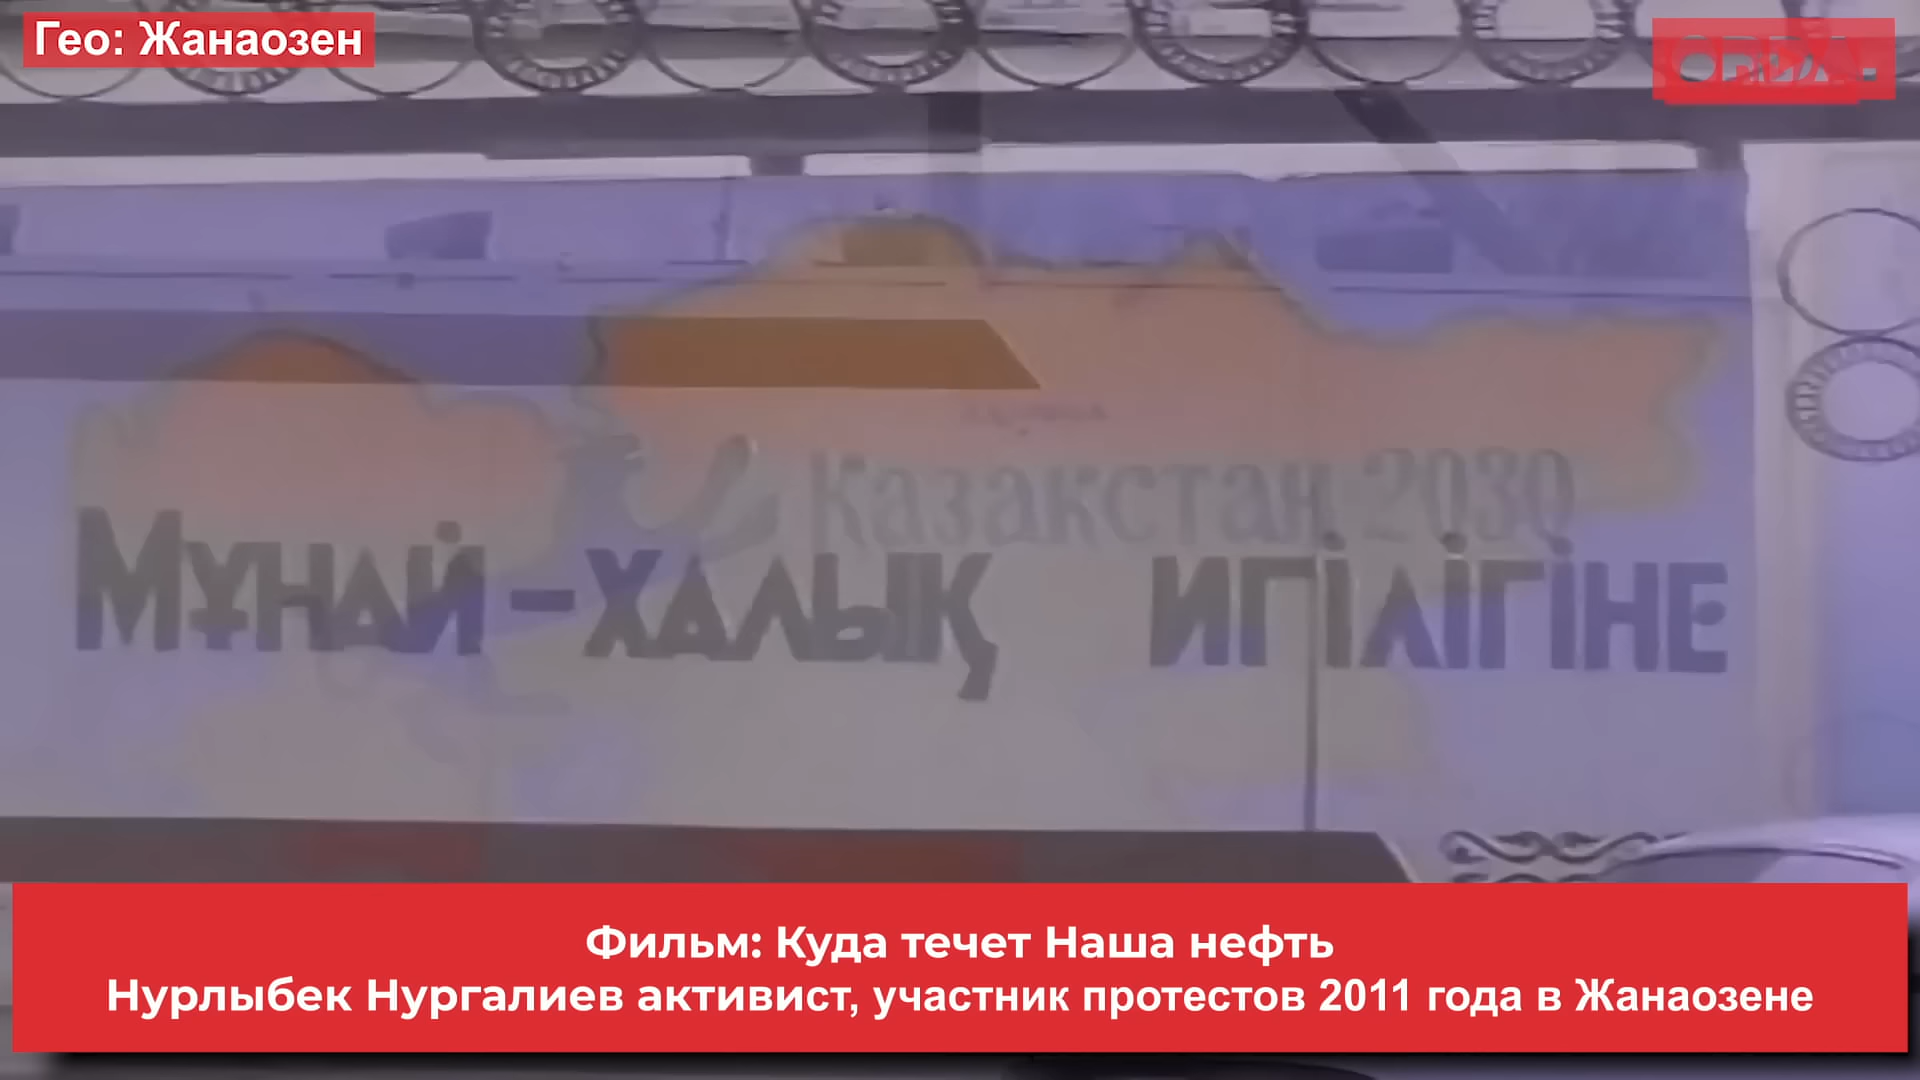 Гео: Жанаозен
Қазақстан 2030
МҰНАЙ-ХАЛЫҚ ИГІЛІГІНЕ
Фильм: Куда течет Наша нефть
Нурлыбек Нургалиев активист, участник протестов 2011 года в Жанаозене